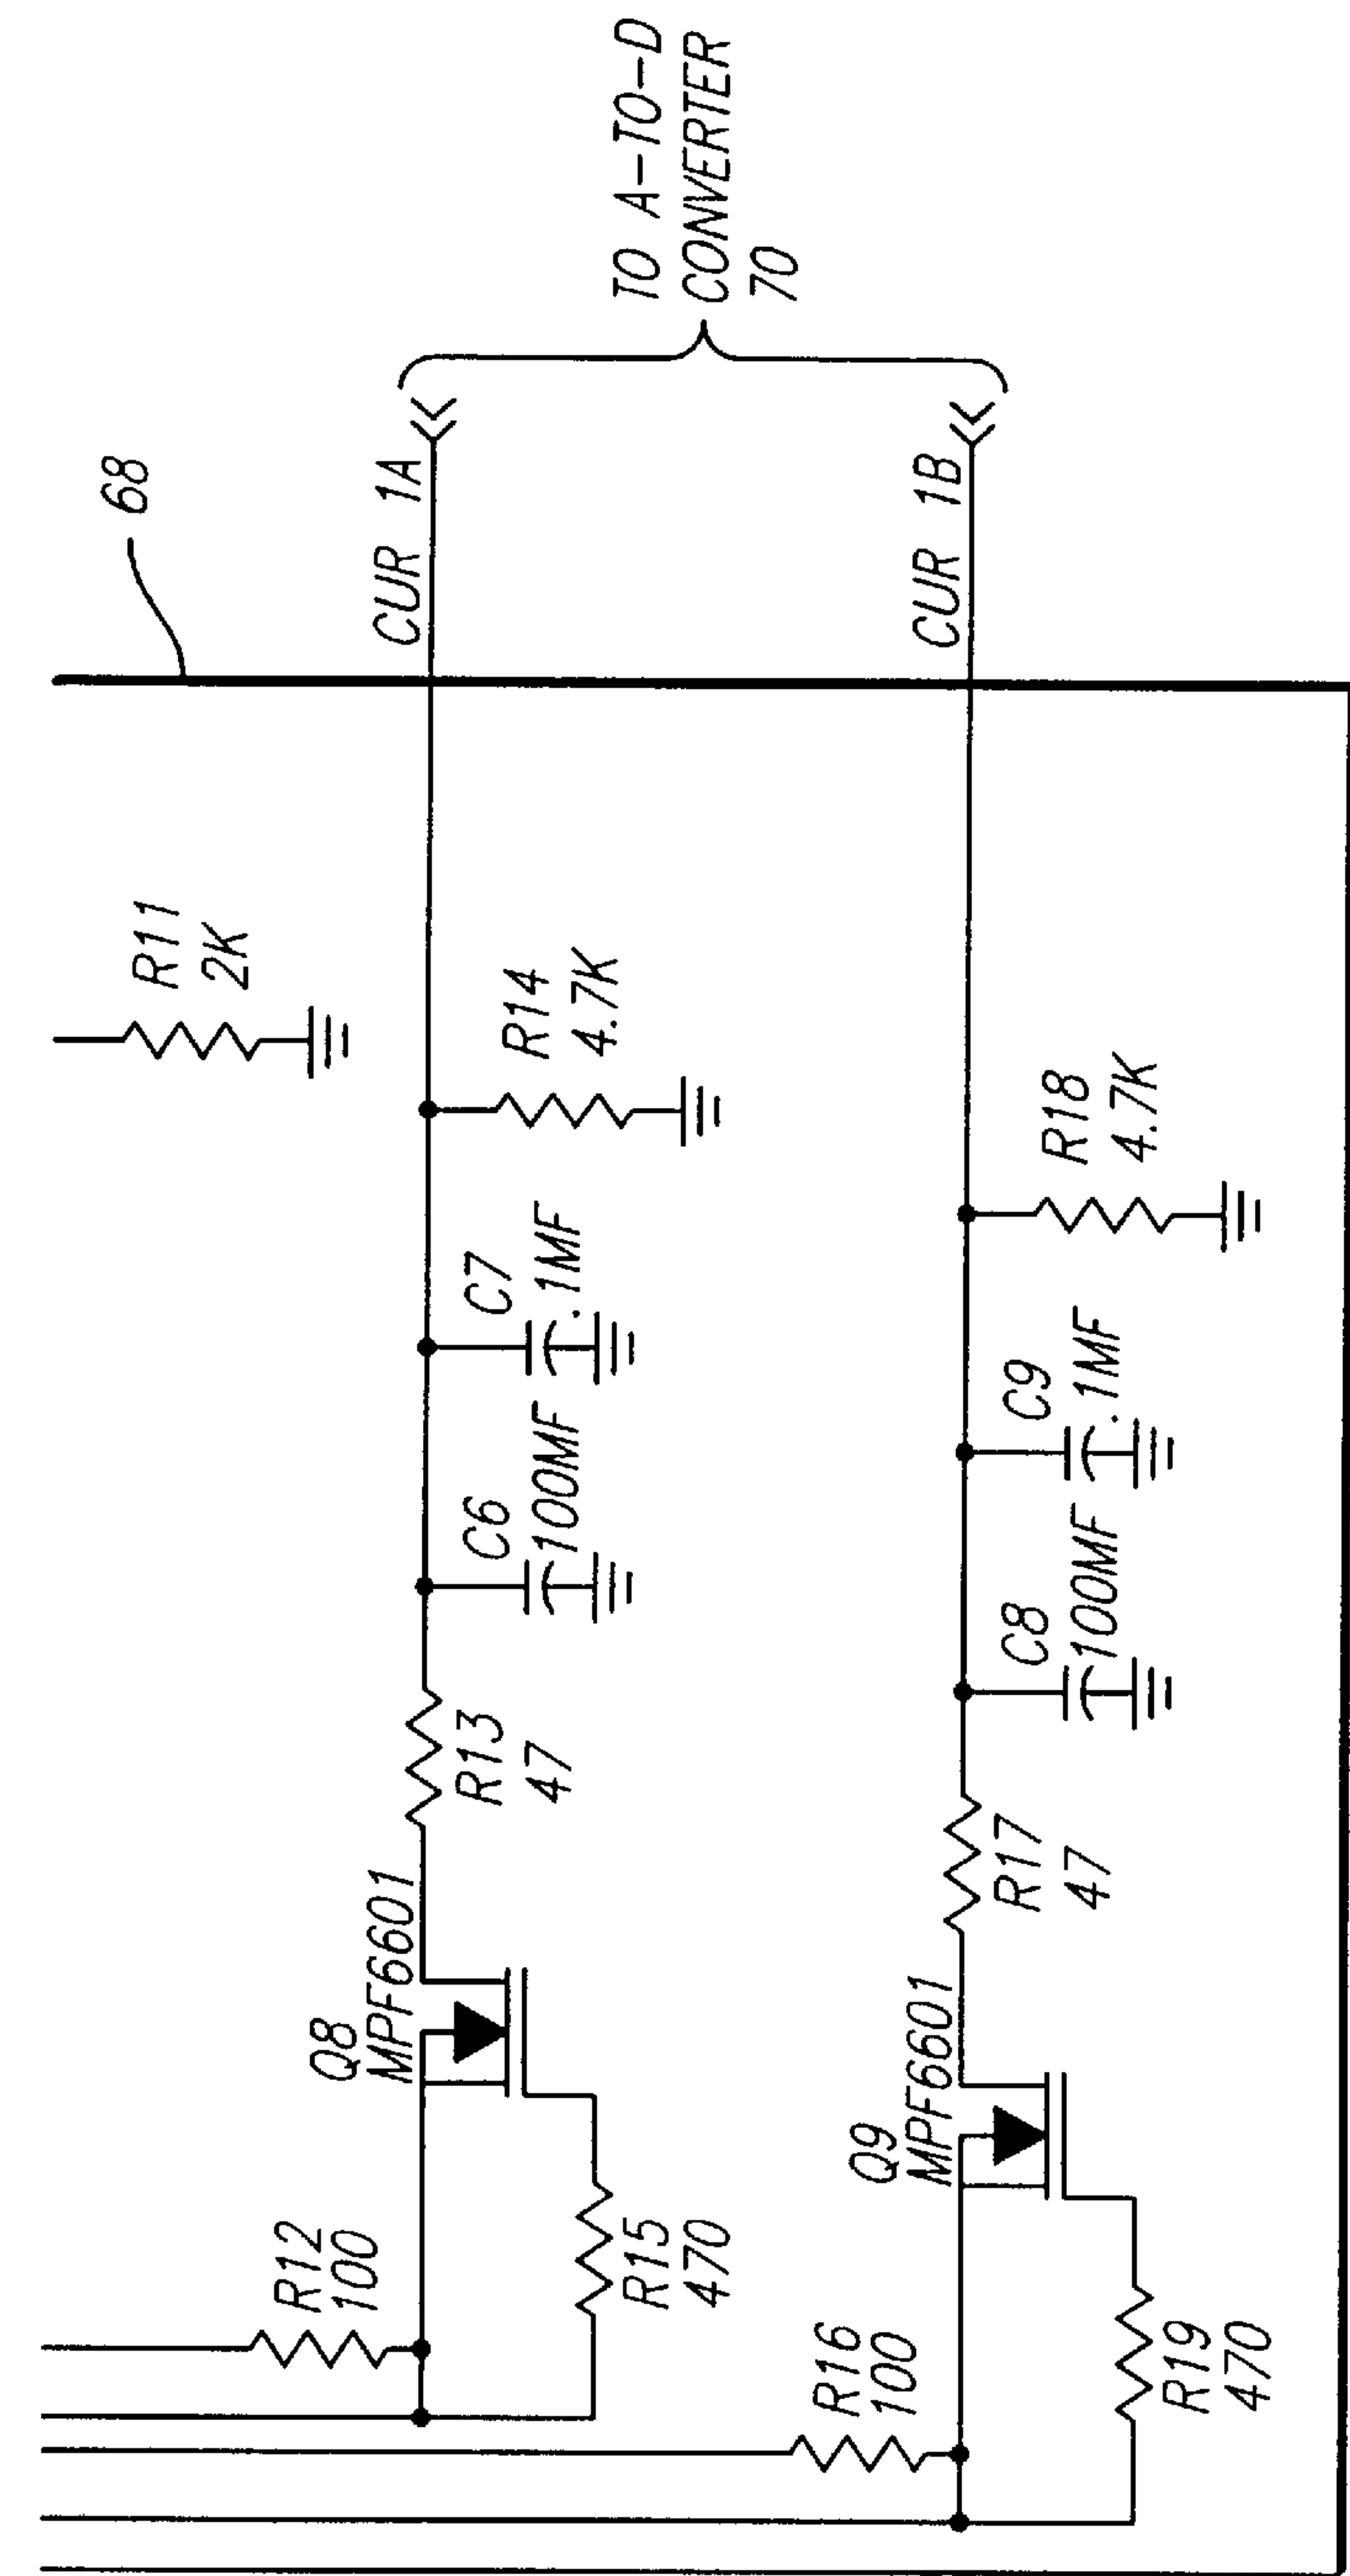 68
R11
2K
CUR 1A
TO A-TO-D
CONVERTER
70
R12
100
Q8
MPF6601
R13
47
C6
100MF
C7
.1MF
R14
4.7K
R15
470
CUR 1B
R16
100
Q9
MPF6601
R17
47
C8
100MF
C9
.1MF
R18
4.7K
R19
470